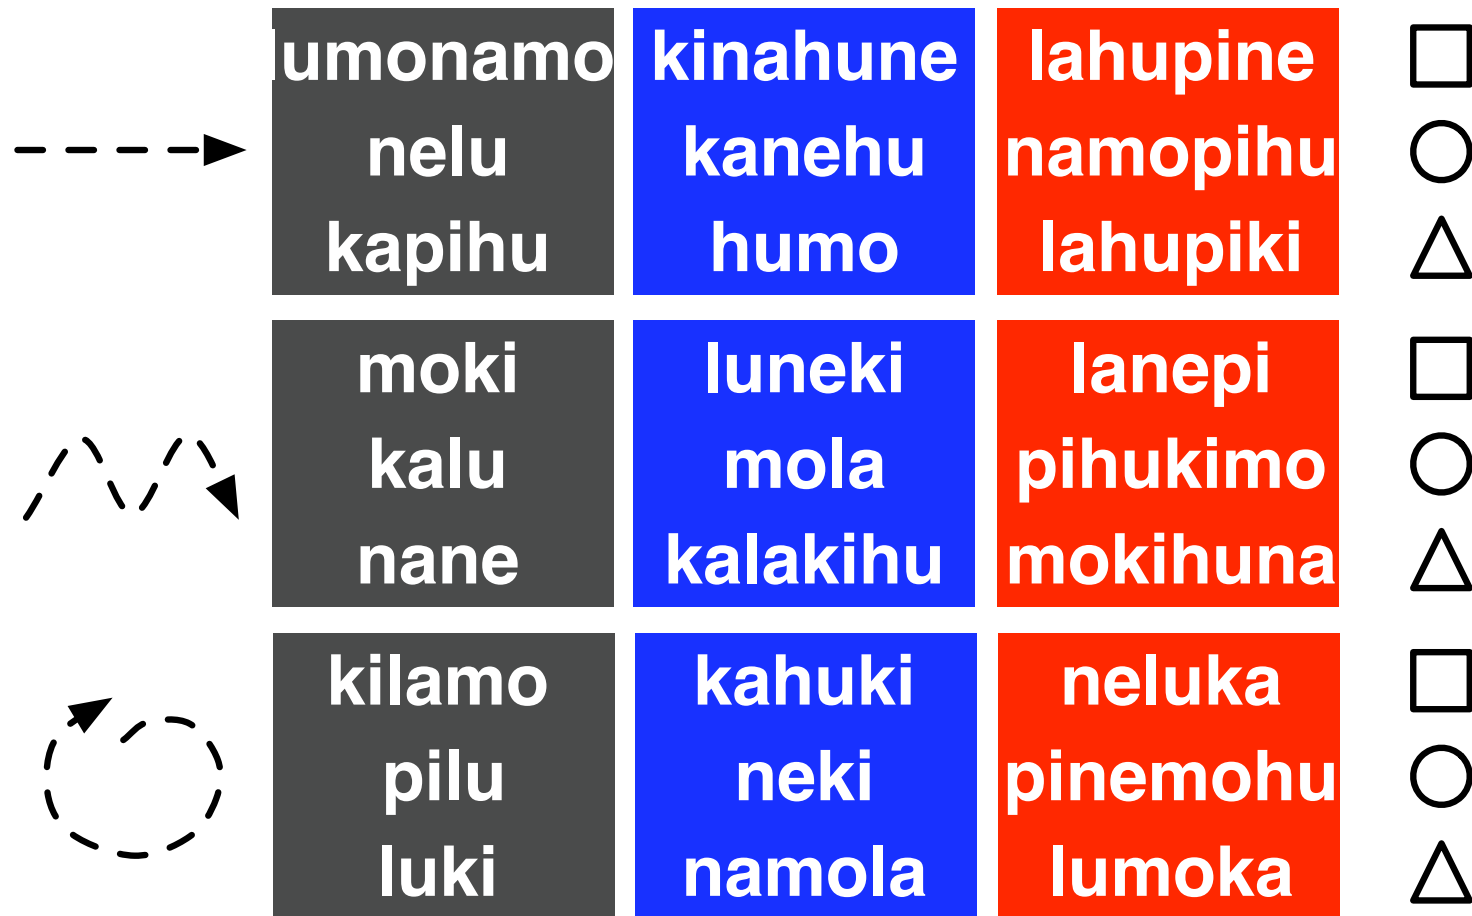 lumonamo kinahune lahupine
nelu kanehu namopihu
kapihu humo lahupiki
moki luneki lanepi
kalu mola pihukimo
nane kalakihu mokihuna
kilamo kahuki neluka
pilu neki pinemohu
luki namola lumoka